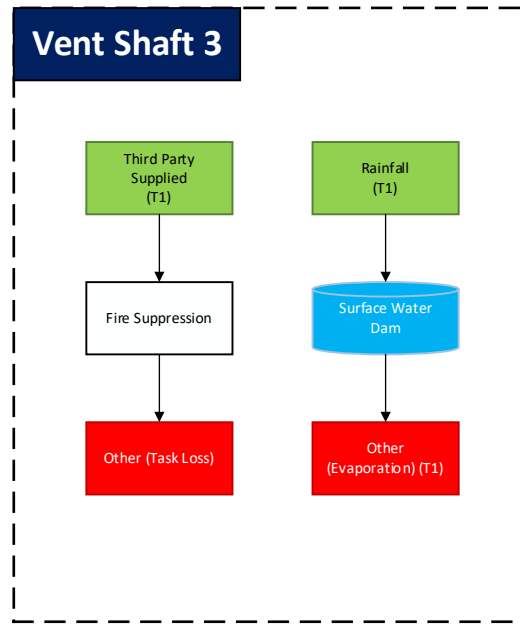 Vent Shaft 3
Third Party
Supplied
(T1)
Rainfall
(T1)
Fire Suppression
Surface Water
Dam
Other (Task Loss)
Other
(Evaporation) (T1)